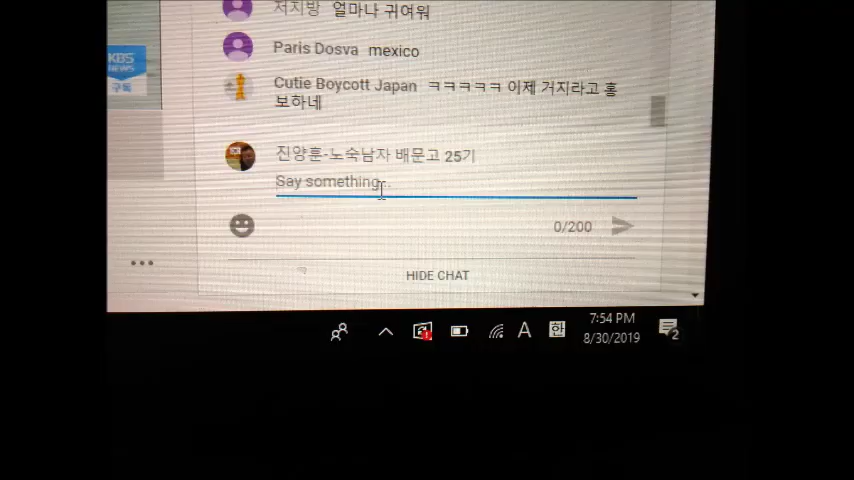 저지방 얼마나 귀여워
Paris Dosva mexico
KBS
NEWS
구독
Cutie Boycott Japan ㅋㅋㅋㅋㅋ 이제 거지라고 홍
보하네
진양훈-노숙남자 배문고 25기
Say something...
0/200
HIDE CHAT
A 한 7:54 PM
8/30/2019
2